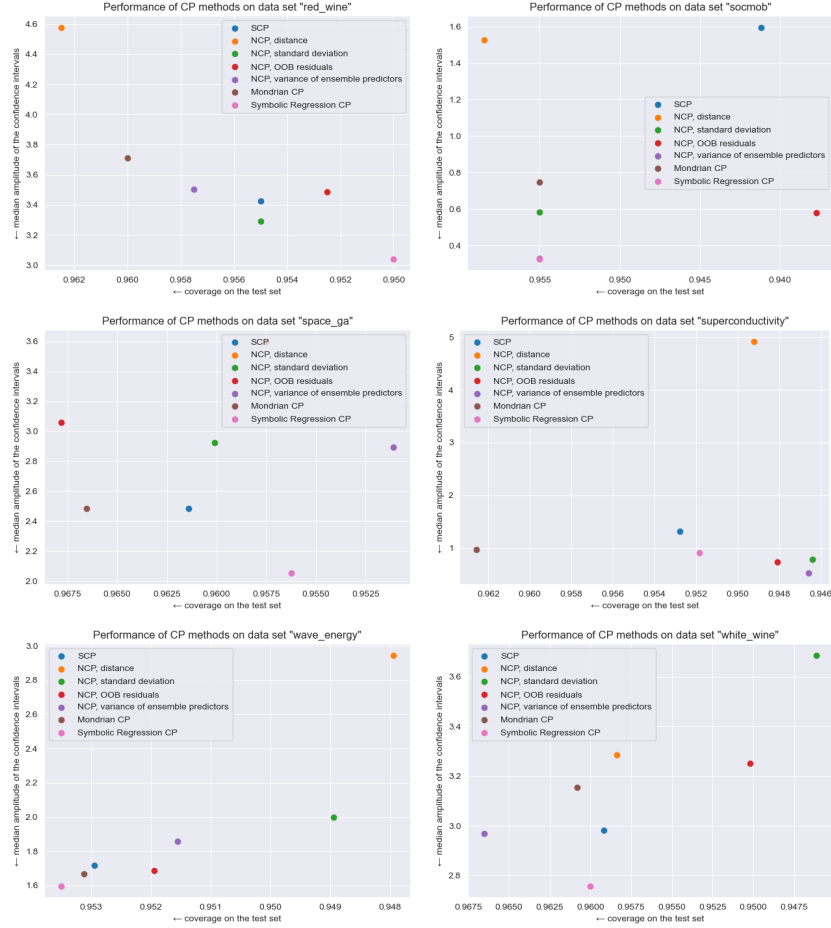 Performance of CP methods on data set "red_wine"
4.6
4.4
4.2
4.0
3.8
3.6
3.4
3.2
3.0
← median amplitude of the confidence intervals
SCP
NCP, distance
NCP, standard deviation
NCP, OOB residuals
NCP, variance of ensemble predictors
Mondrian CP
Symbolic Regression CP
0.962 0.960 0.958 0.956 0.954 0.952 0.950
← coverage on the test set
Performance of CP methods on data set "socmob"
1.6
1.4
1.2
1.0
0.8
0.6
0.4
← median amplitude of the confidence intervals
SCP
NCP, distance
NCP, standard deviation
NCP, OOB residuals
NCP, variance of ensemble predictors
Mondrian CP
Symbolic Regression CP
0.955 0.950 0.945 0.940
← coverage on the test set
Performance of CP methods on data set "space_ga"
3.6
3.4
3.2
3.0
2.8
2.6
2.4
2.2
2.0
← median amplitude of the confidence intervals
SCP
NCP, distance
NCP, standard deviation
NCP, OOB residuals
NCP, variance of ensemble predictors
Mondrian CP
Symbolic Regression CP
0.9675 0.9650 0.9625 0.9600 0.9575 0.9550 0.9525
← coverage on the test set
Performance of CP methods on data set "superconductivity"
5
4
3
2
1
← median amplitude of the confidence intervals
SCP
NCP, distance
NCP, standard deviation
NCP, OOB residuals
NCP, variance of ensemble predictors
Mondrian CP
Symbolic Regression CP
0.962 0.960 0.958 0.956 0.954 0.952 0.950 0.948 0.946
← coverage on the test set
Performance of CP methods on data set "wave_energy"
3.0
2.8
2.6
2.4
2.2
2.0
1.8
1.6
← median amplitude of the confidence intervals
SCP
NCP, distance
NCP, standard deviation
NCP, OOB residuals
NCP, variance of ensemble predictors
Mondrian CP
Symbolic Regression CP
0.953 0.952 0.951 0.950 0.949 0.948
← coverage on the test set
Performance of CP methods on data set "white_wine"
3.6
3.4
3.2
3.0
2.8
← median amplitude of the confidence intervals
SCP
NCP, distance
NCP, standard deviation
NCP, OOB residuals
NCP, variance of ensemble predictors
Mondrian CP
Symbolic Regression CP
0.9675 0.9650 0.9625 0.9600 0.9575 0.9550 0.9525 0.9500 0.9475
← coverage on the test set